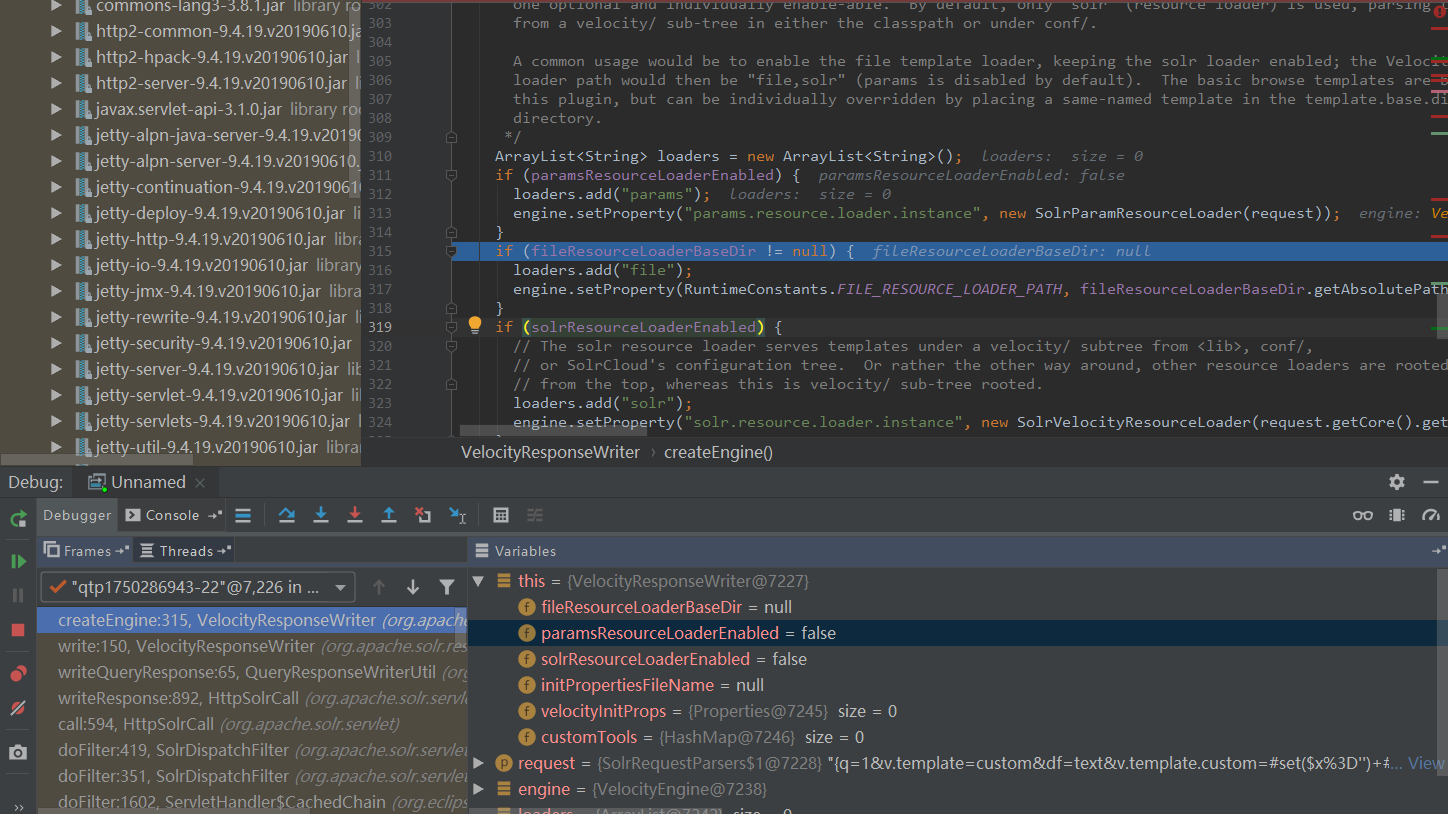 commons-lang3-3.8.1.jar library roo
http2-common-9.4.19.v20190610.ja
http2-hpack-9.4.19.v20190610.jar
http2-server-9.4.19.v20190610.jar
javax.servlet-api-3.1.0.jar library roo
jetty-alpn-java-server-9.4.19.v20190
jetty-alpn-server-9.4.19.v20190610.
jetty-continuation-9.4.19.v2019061
jetty-deploy-9.4.19.v20190610.jar li
jetty-http-9.4.19.v20190610.jar libra
jetty-io-9.4.19.v20190610.jar library
jetty-jmx-9.4.19.v20190610.jar libra
jetty-rewrite-9.4.19.v20190610.jar li
jetty-security-9.4.19.v20190610.jar
jetty-server-9.4.19.v20190610.jar lib
jetty-servlet-9.4.19.v20190610.jar li
jetty-servlets-9.4.19.v20190610.jar l
jetty-util-9.4.19.v20190610.jar librar
302 one optional and individually enable-able. By default, only "solr" (resource loader) is used, parsing
303 from a velocity/ sub-tree in either the classpath or under conf/.
304
305 A common usage would be to enable the file template loader, keeping the solr loader enabled; the Veloci
306 loader path would then be "file,solr" (params is disabled by default). The basic browse templates are b
307 this plugin, but can be individually overridden by placing a same-named template in the template.base.di
308 directory.
309 */
310 ArrayList<String> loaders = new ArrayList<String>(); loaders: size = 0
311 if (paramsResourceLoaderEnabled) { paramsResourceLoaderEnabled: false
312 loaders.add("params"); loaders: size = 0
313 engine.setProperty("params.resource.loader.instance", new SolrParamResourceLoader(request)); engine: Ve
314 }
315 if (fileResourceLoaderBaseDir != null) { fileResourceLoaderBaseDir: null
316 loaders.add("file");
317 engine.setProperty(RuntimeConstants.FILE_RESOURCE_LOADER_PATH, fileResourceLoaderBaseDir.getAbsolutePath
318 }
319 if (solrResourceLoaderEnabled) {
320 // The solr resource loader serves templates under a velocity/ subtree from <lib>, conf/,
321 // or SolrCloud's configuration tree. Or rather the other way around, other resource loaders are rooted
322 // from the top, whereas this is velocity/ sub-tree rooted.
323 loaders.add("solr");
324 engine.setProperty("solr.resource.loader.instance", new SolrVelocityResourceLoader(request.getCore().get
VelocityResponseWriter › createEngine()
Debug: Unnamed ×
Debugger Console
Frames Threads
"qtp1750286943-22"@7,226 in ...
createEngine:315, VelocityResponseWriter (org.apache
write:150, VelocityResponseWriter (org.apache.solr.res
writeQueryResponse:65, QueryResponseWriterUtil (org
writeResponse:892, HttpSolrCall (org.apache.solr.servle
call:594, HttpSolrCall (org.apache.solr.servlet)
doFilter:419, SolrDispatchFilter (org.apache.solr.servlet
doFilter:351, SolrDispatchFilter (org.apache.solr.servlet
doFilter:1602, ServletHandler$CachedChain (org.eclips
Variables
this = {VelocityResponseWriter@7227}
fileResourceLoaderBaseDir = null
paramsResourceLoaderEnabled = false
solrResourceLoaderEnabled = false
initPropertiesFileName = null
velocityInitProps = {Properties@7245} size = 0
customTools = {HashMap@7246} size = 0
request = {SolrRequestParsers$1@7228} "{q=1&v.template=custom&df=text&v.template.custom=#set($x%3D'')+#... View
engine = {VelocityEngine@7238}
loaders = {ArrayList@7242} size = 0